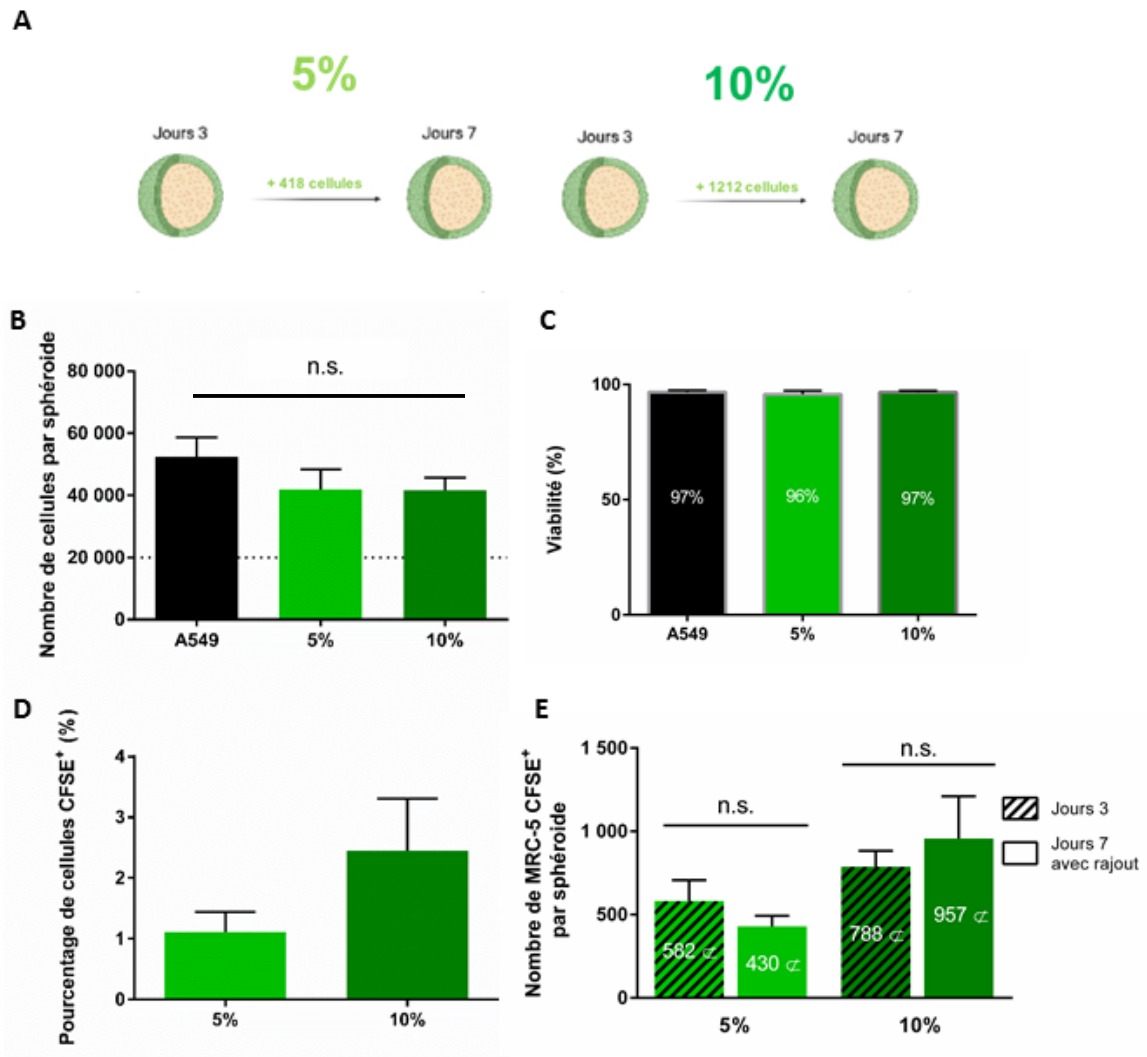 A
5%
10%
Jours 3
Jours 7
Jours 3
Jours 7
+ 418 cellules
+ 1212 cellules
B
C
Nombre de cellules par sphéroide
80 000
60 000
40 000
20 000
0
n.s.
A549
5%
10%
Viabilité (%)
100
50
0
97%
96%
97%
A549
5%
10%
D
E
Pourcentage de cellules CFSE+ (%)
4
3
2
1
0
5%
10%
Nombre de MRC-5 CFSE+
par sphéroide
1 500
1 000
500
0
n.s.
n.s.
582 ⊄
430 ⊄
788 ⊄
957 ⊄
5%
10%
Jours 3
Jours 7
avec rajout